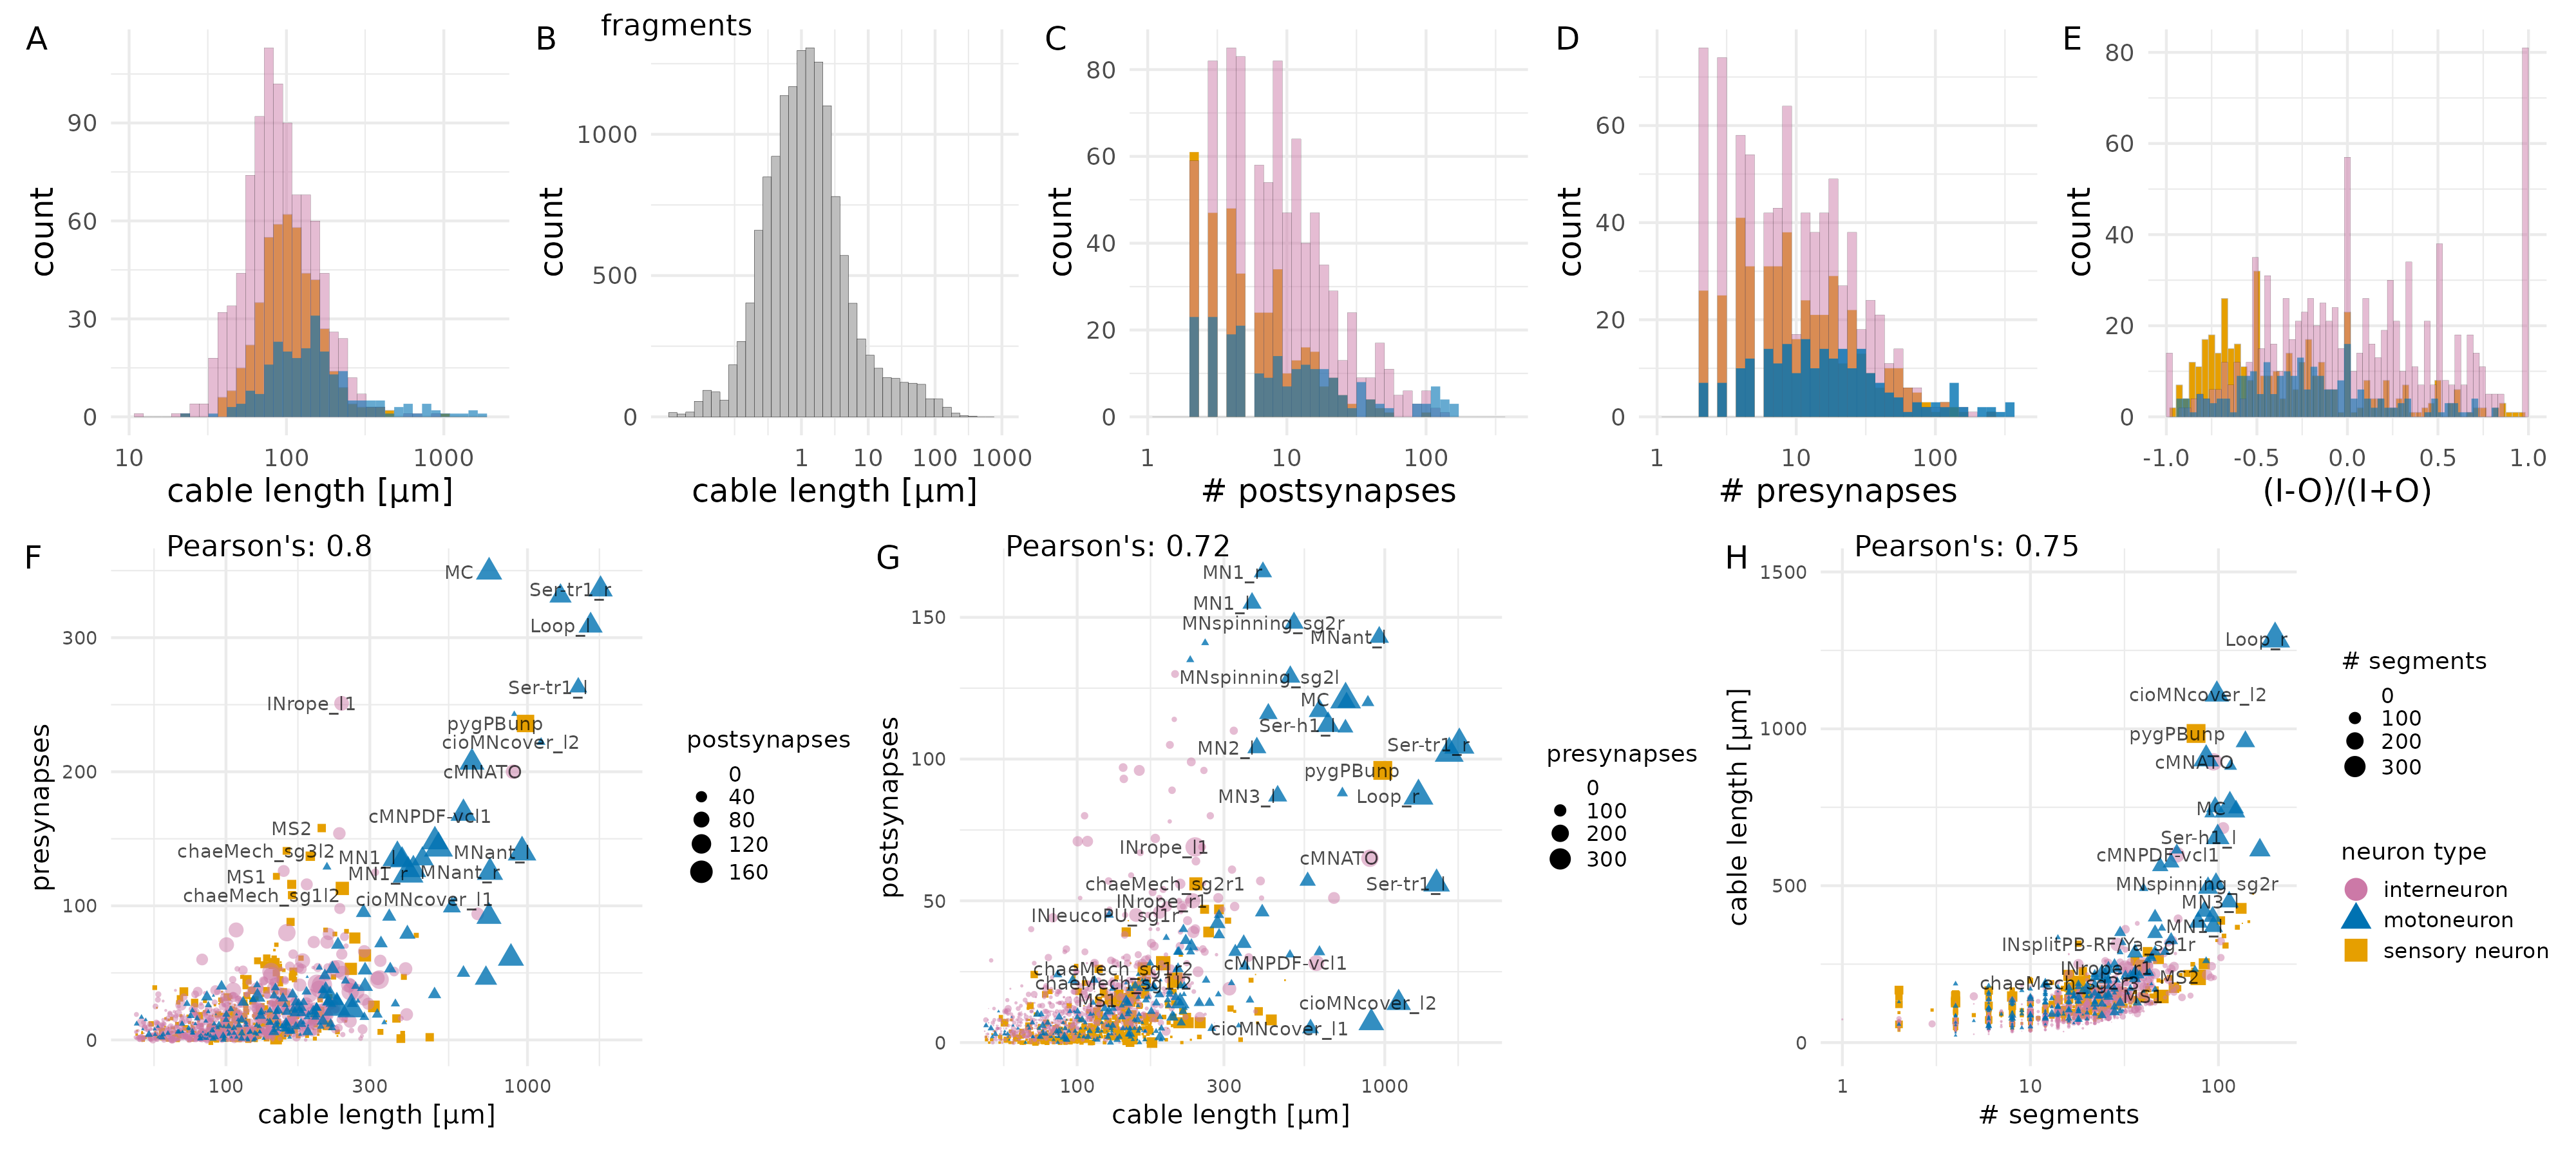 A
count
90
60
30
0
10 100 1000
cable length [μm]
B
fragments
count
1000
500
0
1 10 100 1000
cable length [μm]
C
count
80
60
40
20
0
1 10 100
# postsynapses
D
count
60
40
20
0
1 10 100
# presynapses
E
count
80
60
40
20
0
-1.0 -0.5 0.0 0.5 1.0
(I-O)/(I+O)
F
Pearson's: 0.8
presynapses
300
200
100
0
MC
Ser-tr1_r
Loop_l
Ser-tr1_l
INrope_l1
pygPBunp
cioMNcover_l2
cMNATO
cMNPDF-vcl1
MS2
chaeMech_sg3l2
MN1_l
MNant_l
MS1
MN1_r
MNant_r
chaeMech_sg1l2
cioMNcover_l1
100 300 1000
cable length [μm]
postsynapses
0
40
80
120
160
G
Pearson's: 0.72
postsynapses
150
100
50
0
MN1_r
MN1_l
MNspinning_sg2r
MNant_l
MNspinning_sg2l
MC
Ser-h1_l
MN2_l
Ser-tr1_r
pygPBunp
MN3_l
Loop_r
INrope_l1
cMNATO
chaeMech_sg2r1
Ser-tr1_l
INrope_r1
INleucoPU_sg1r
cMNPDF-vcl1
chaeMech_sg1r2
chaeMech_sg1l2
MS1
cioMNcover_l2
cioMNcover_l1
100 300 1000
cable length [μm]
presynapses
0
100
200
300
H
Pearson's: 0.75
cable length [μm]
1500
1000
500
0
Loop_r
cioMNcover_l2
pygPBunp
cMNATO
MC
Ser-h1_l
cMNPDF-vcl1
MNspinning_sg2r
MN3_l
MN1_l
INsplitPB-RF/Ya_sg1r
INrope_r1
MS2
chaeMech_sg2r3
MS1
1 10 100
# segments
# segments
0
100
200
300
neuron type
interneuron
motoneuron
sensory neuron